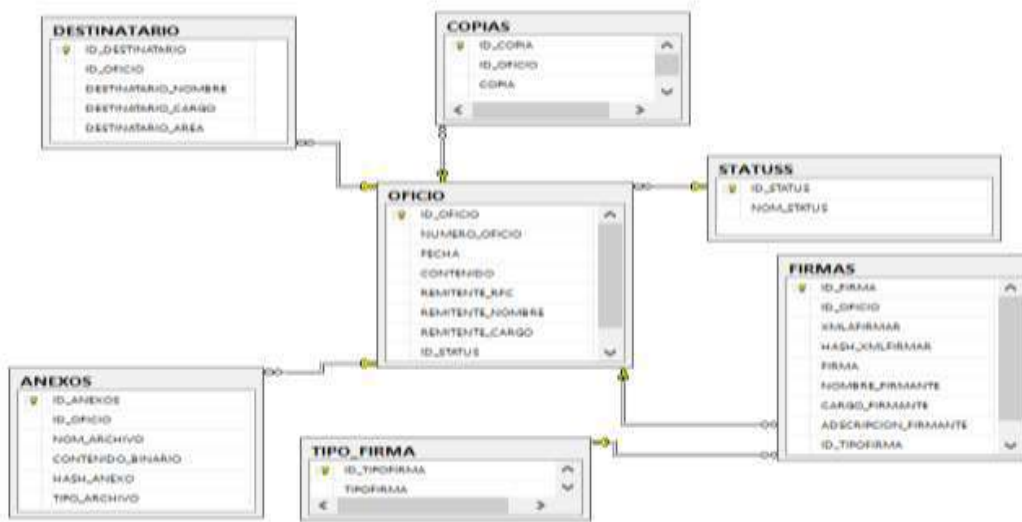 DESTINATARIO
ID_DESTINATARIO
ID_OFICIO
DESTINATARIO_NOMBRE
DESTINATARIO_CARGO
DESTINATARIO_AREA
COPIAS
ID_COPIA
ID_OFICIO
COPIA
STATUSS
ID_STATUS
NOM_STATUS
OFICIO
ID_OFICIO
NUMERO_OFICIO
FECHA
CONTENIDO
REMITENTE_RFC
REMITENTE_NOMBRE
REMITENTE_CARGO
ID_STATUS
FIRMAS
ID_FIRMA
ID_OFICIO
XMLAFIRMAR
HASH_XMLFIRMAR
FIRMA
NOMBRE_FIRMANTE
CARGO_FIRMANTE
ADSCRIPCION_FIRMANTE
ID_TIPOFIRMA
ANEXOS
ID_ANEXOS
ID_OFICIO
NOM_ARCHIVO
CONTENIDO_BINARIO
HASH_ANEXO
TIPO_ARCHIVO
TIPO_FIRMA
ID_TIPOFIRMA
TIPOFIRMA